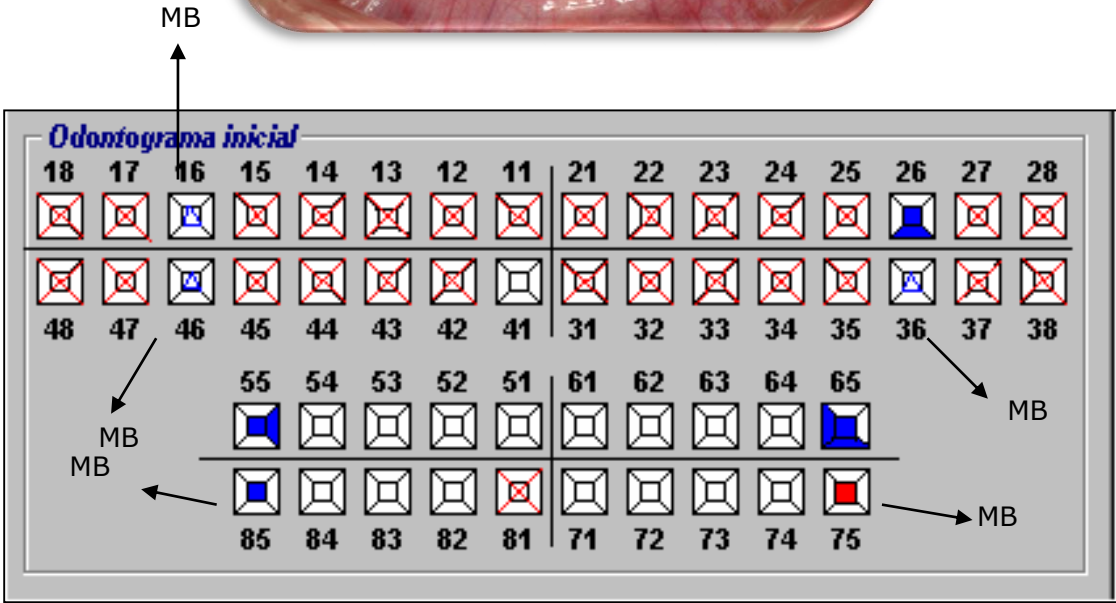 MB
Odontograma inicial
18 17 16 15 14 13 12 11 21 22 23 24 25 26 27 28
48 47 46 45 44 43 42 41 31 32 33 34 35 36 37 38
55 54 53 52 51 61 62 63 64 65
MB
MB
MB
MB
85 84 83 82 81 71 72 73 74 75